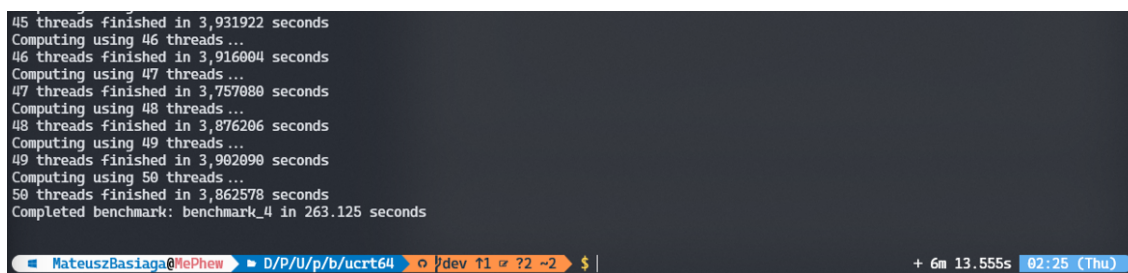 45 threads finished in 3,931922 seconds
Computing using 46 threads...
46 threads finished in 3,916004 seconds
Computing using 47 threads...
47 threads finished in 3,757080 seconds
Computing using 48 threads...
48 threads finished in 3,876206 seconds
Computing using 49 threads...
49 threads finished in 3,902090 seconds
Computing using 50 threads...
50 threads finished in 3,862578 seconds
Completed benchmark: benchmark_4 in 263.125 seconds
MateuszBasiaga@MePhew D/P/U/p/b/ucrt64 dev ↑1 ?2 ~2 $ + 6m 13.555s 02:25 (Thu)